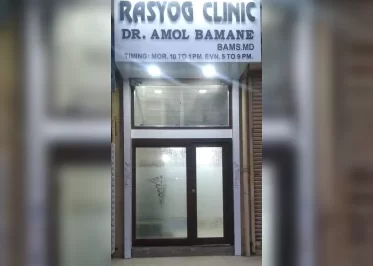 RASYOG CLINIC
DR. AMOL BAMANE
BAMS.MD
TIMING: MOR. 10 TO 1 PM. EVN. 5 TO 9 PM.